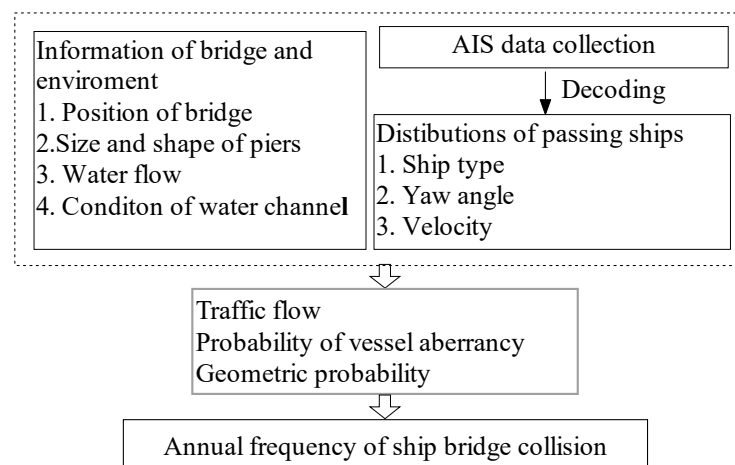 Information of bridge and
enviroment
1. Position of bridge
2.Size and shape of piers
3. Water flow
4. Conditon of water channel
AIS data collection
Decoding
Distibutions of passing ships
1. Ship type
2. Yaw angle
3. Velocity
Traffic flow
Probability of vessel aberrancy
Geometric probability
Annual frequency of ship bridge collision